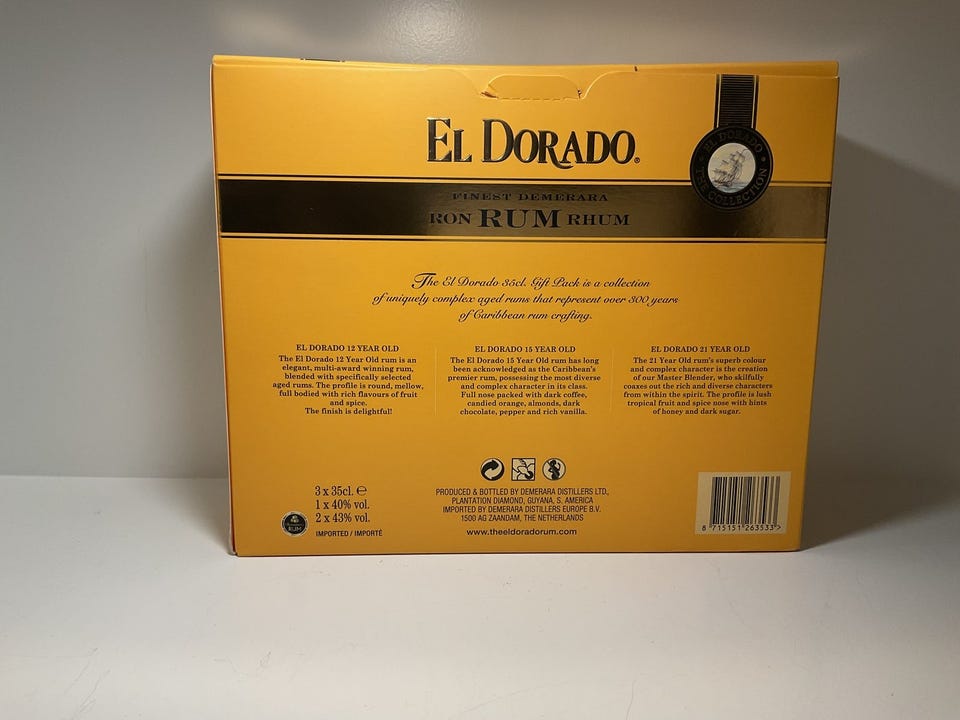 EL DORADO®
EL DORADO
THE COLLECTION
FINEST DEMERARA
RON RUM RHUM
The El Dorado 35cl. Gift Pack is a collection
of uniquely complex aged rums that represent over 300 years
of Caribbean rum crafting.
EL DORADO 12 YEAR OLD
The El Dorado 12 Year Old rum is an
elegant, multi-award winning rum,
blended with specifically selected
aged rums. The profile is round, mellow,
full bodied with rich flavours of fruit
and spice.
The finish is delightful!
EL DORADO 15 YEAR OLD
The El Dorado 15 Year Old rum has long
been acknowledged as the Caribbean's
premier rum, possessing the most diverse
and complex character in its class.
Full nose packed with dark coffee,
candied orange, almonds, dark
chocolate, pepper and rich vanilla.
EL DORADO 21 YEAR OLD
The 21 Year Old rum's superb colour
and complex character is the creation
of our Master Blender, who skilfully
coaxes out the rich and diverse characters
from within the spirit. The profile is lush
tropical fruit and spice nose with hints
of honey and dark sugar.
3 x 35cl. ℮
1 x 40% vol.
2 x 43% vol.
IMPORTED / IMPORTÉ
RUM
PRODUCED & BOTTLED BY DEMERARA DISTILLERS LTD.,
PLANTATION DIAMOND, GUYANA, S. AMERICA
IMPORTED BY DEMERARA DISTILLERS EUROPE B.V.
1500 AG ZAANDAM, THE NETHERLANDS
www.theeldoradorum.com
8 715151 263533 >